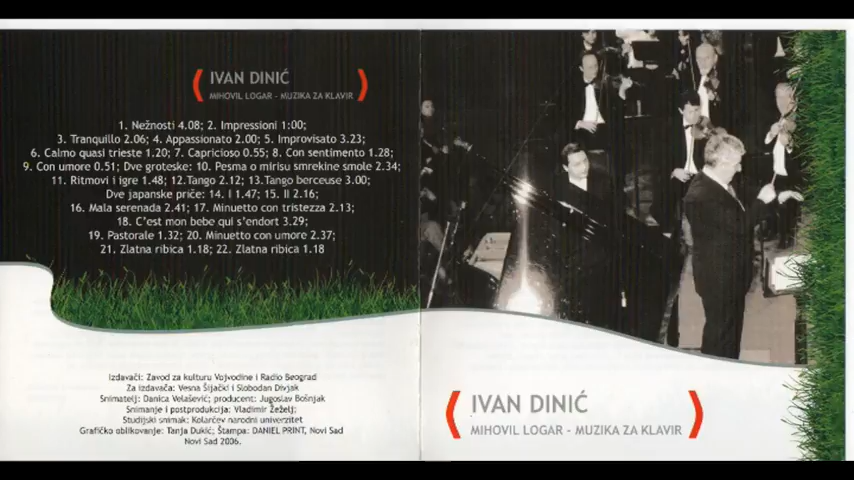 IVAN DINIĆ
MIHOVIL LOGAR - MUZIKA ZA KLAVIR
1. Nežnosti 4.08; 2. Impressioni 1:00;
3. Tranquillo 2.06; 4. Appassionato 2.00; 5. Improvisato 3.23;
6. Calmo quasi trieste 1.20; 7. Capricioso 0.55; 8. Con sentimento 1.28;
9. Con umore 0.51; Dve groteske: 10. Pesma o mirisu smrekine smole 2.34;
11. Ritmovi i igre 1.48; 12.Tango 2.12; 13.Tango berceuse 3.00;
Dve japanske priče: 14. I 1.47; 15. II 2.16;
16. Mala serenada 2.41; 17. Minuetto con tristezza 2.13;
18. C'est mon bebe qui s'endort 3.29;
19. Pastorale 1.32; 20. Minuetto con umore 2.37;
21. Zlatna ribica 1.18; 22. Zlatna ribica 1.18
Izdavači: Zavod za kulturu Vojvodine i Radio Beograd
Za izdavača: Vesna Šijački i Slobodan Divjak
Snimatelj: Danica Velašević; producent: Jugoslav Bošnjak
Snimanje i postprodukcija: Vladimir Žeželj;
Studijski snimak: Kolarčev narodni univerzitet
Grafičko oblikovanje: Tanja Dukić; Štampa: DANIEL PRINT, Novi Sad
Novi Sad 2006.
IVAN DINIĆ
MIHOVIL LOGAR - MUZIKA ZA KLAVIR